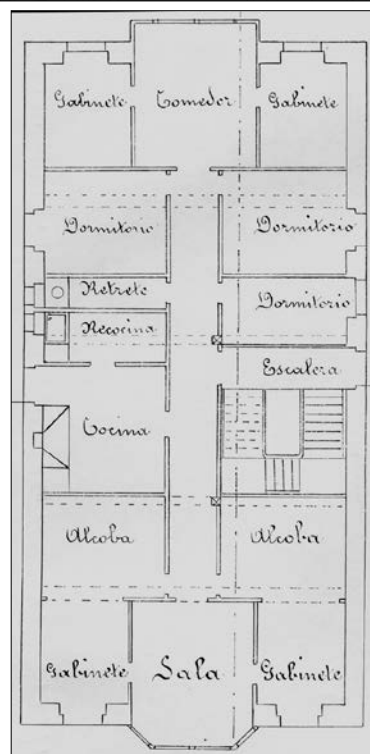 Gabinete Comedor Gabinete
Dormitorio Dormitorio
Retrete Dormitorio
Recocina
Escalera
Cocina
Alcoba Alcoba
Gabinete Sala Gabinete